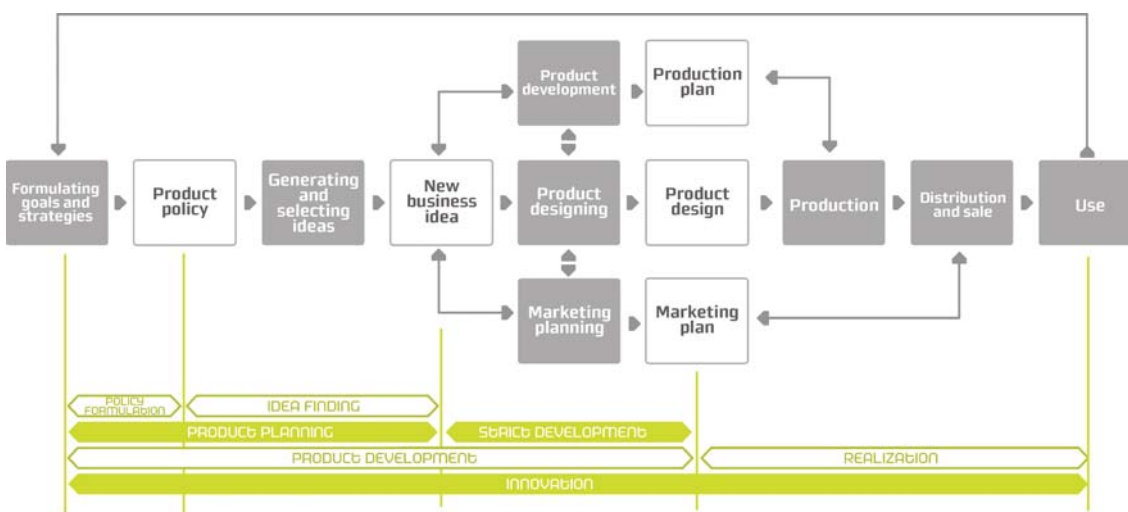 Product
development
Production
plan
Formulating
goals and
strategies
Product
policy
Generating
and
selecting
ideas
New
business
idea
Product
designing
Product
design
Production
Distribution
and sale
Use
Marketing
planning
Marketing
plan
POLICY
FORMULATION
IDEA FINDING
PRODUCT PLANNING
STRICT DEVELOPMENT
PRODUCT DEVELOPMENT
REALIZATION
INNOVATION